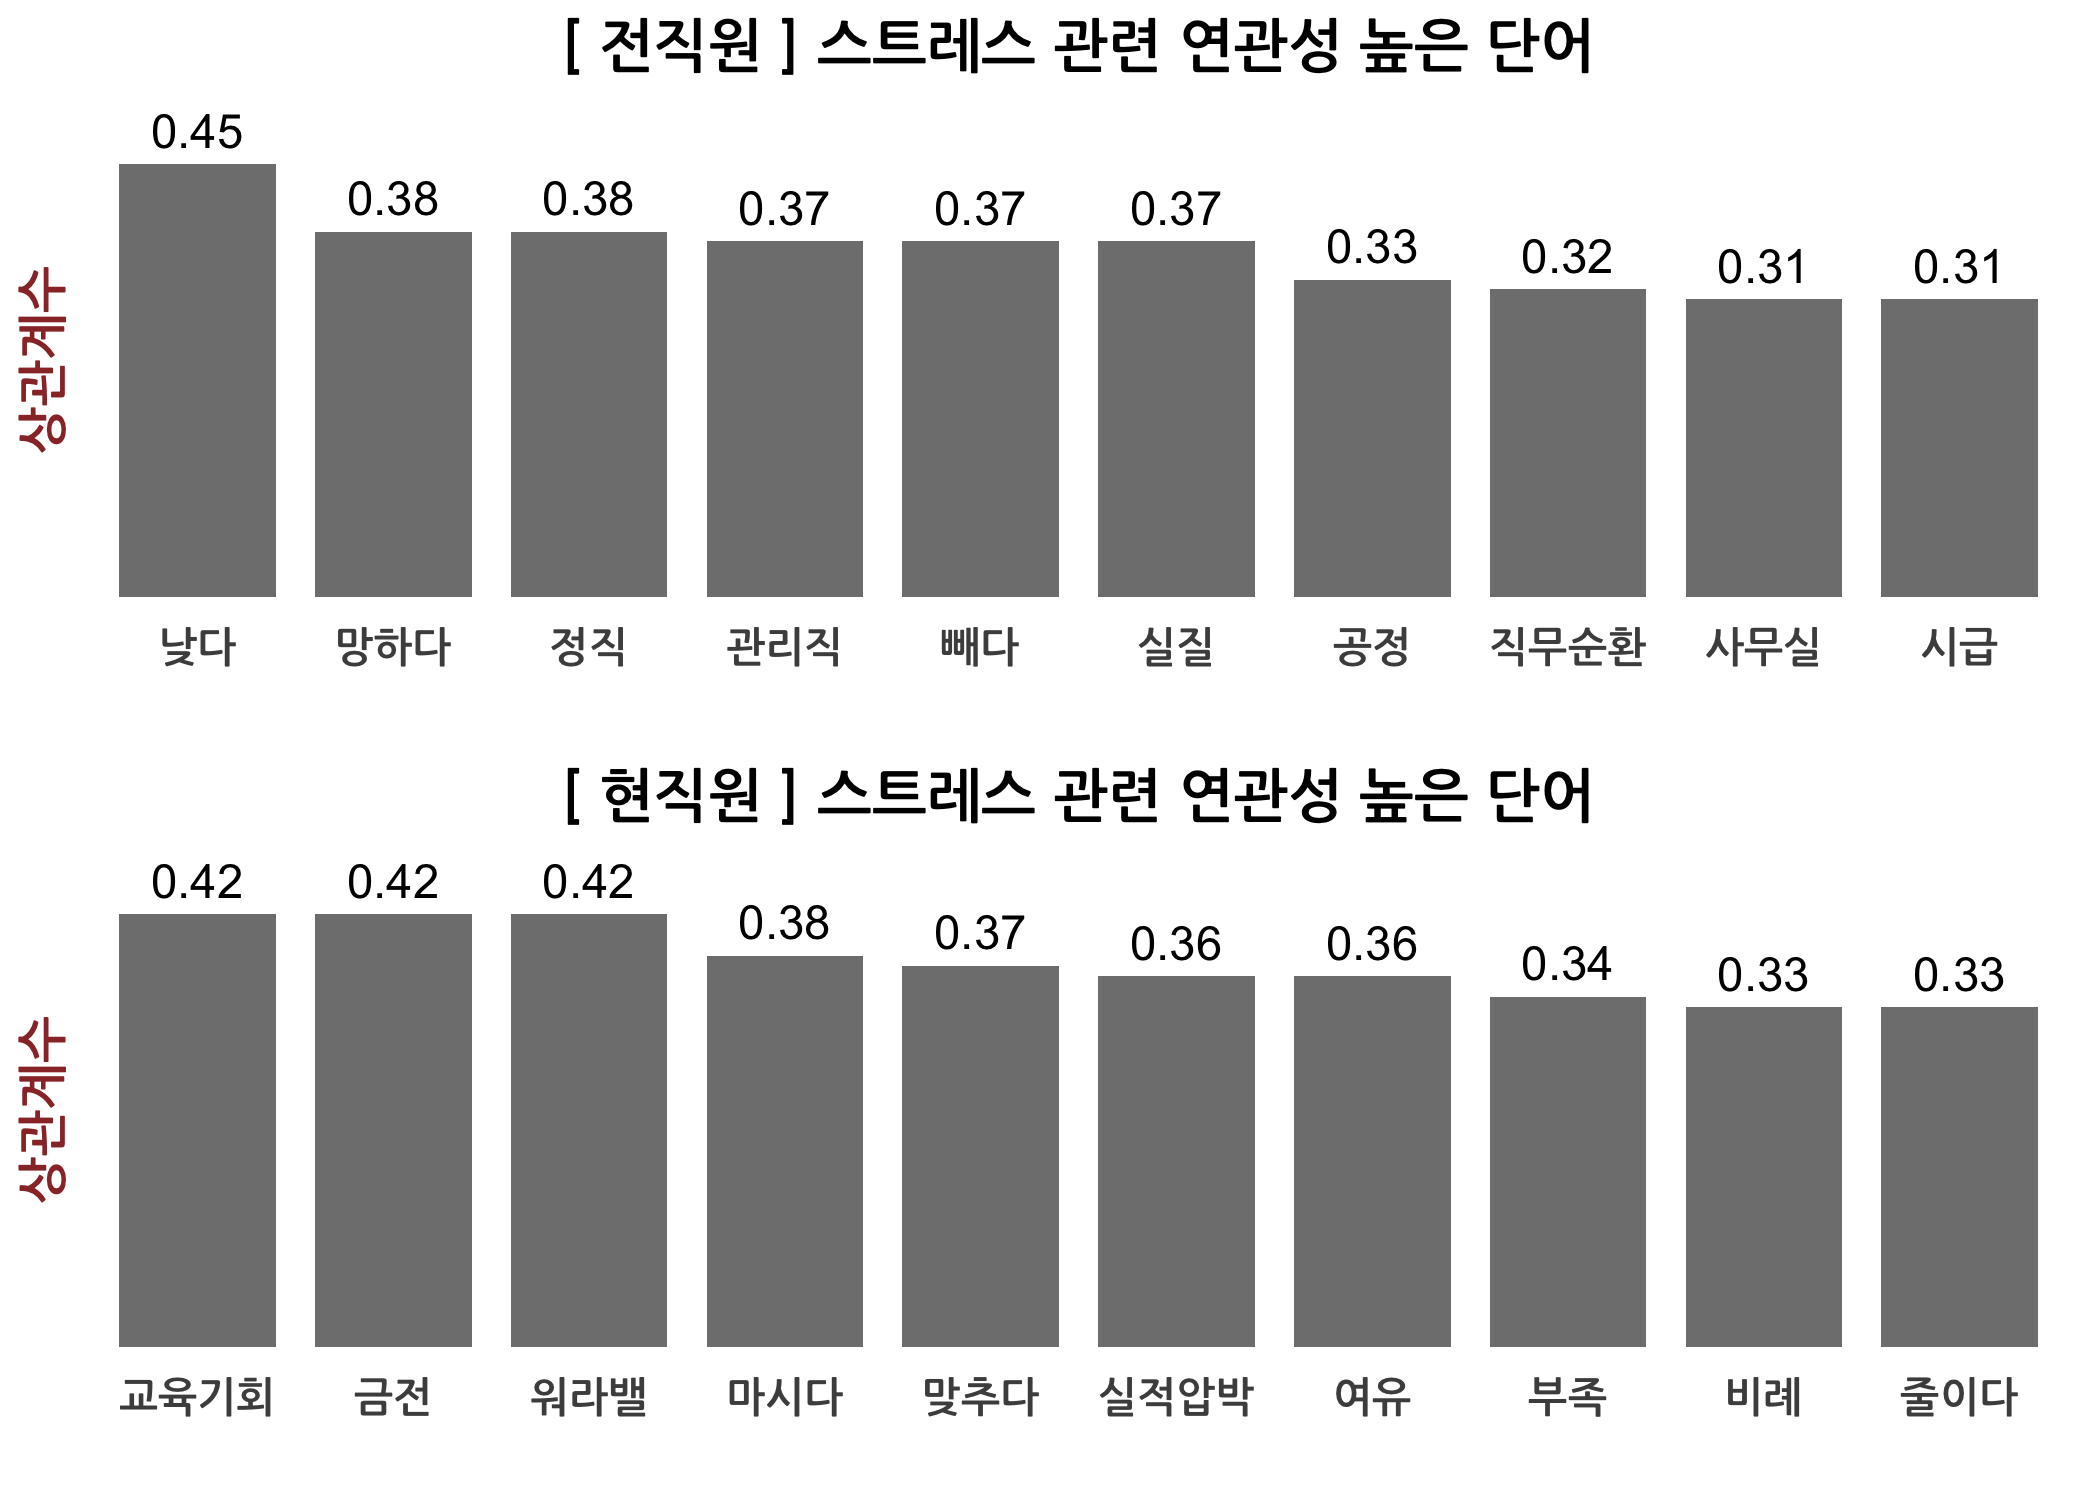 [ 전직원 ] 스트레스 관련 연관성 높은 단어
상관계수
0.45 0.38 0.38 0.37 0.37 0.37 0.33 0.32 0.31 0.31
낮다 망하다 정직 관리직 빼다 실질 공정 직무순환 사무실 시급
[ 현직원 ] 스트레스 관련 연관성 높은 단어
상관계수
0.42 0.42 0.42 0.38 0.37 0.36 0.36 0.34 0.33 0.33
교육기회 금전 워라밸 마시다 맞추다 실적압박 여유 부족 비례 줄이다